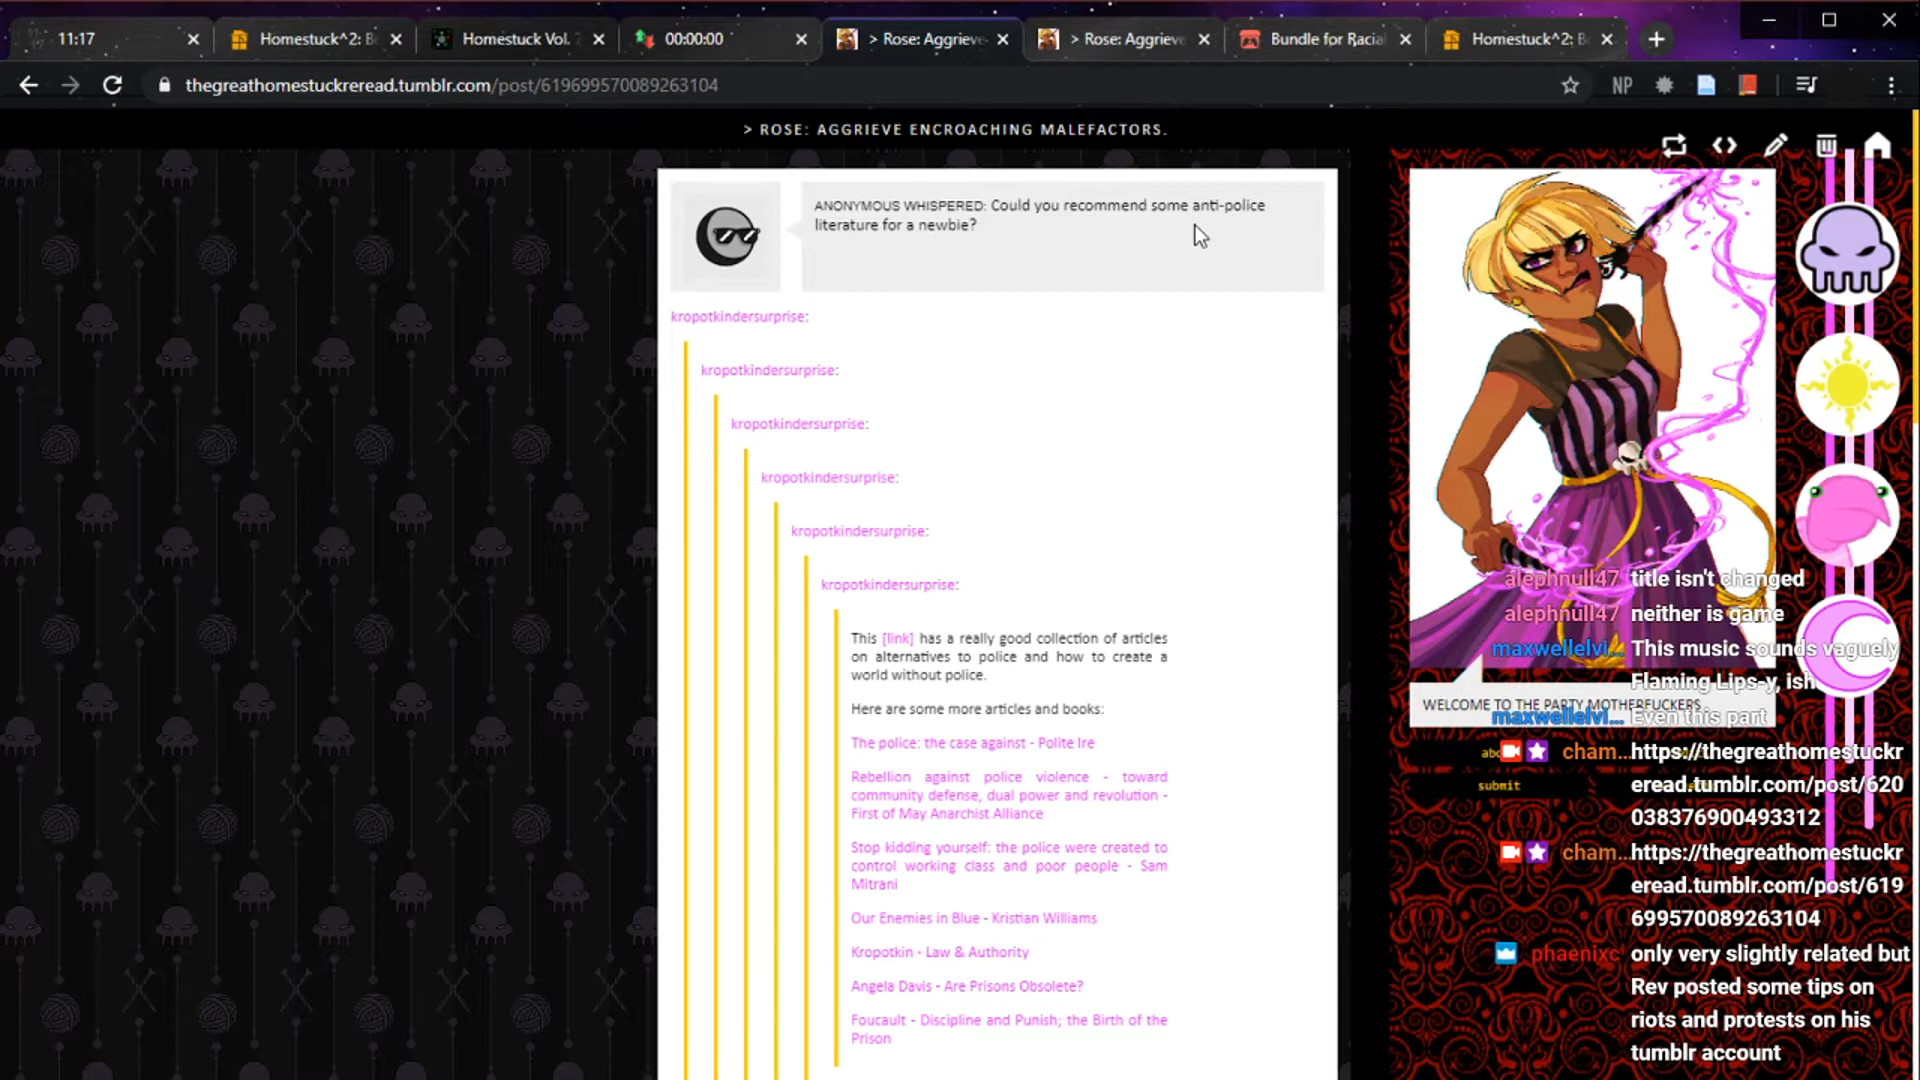 11:17
Homestuck^2: B
Homestuck Vol. 7
00:00:00
> Rose: Aggrieve
> Rose: Aggrieve
Bundle for Racial
Homestuck^2: B
thegreathomestuckreread.tumblr.com/post/619699570089263104
NP
> ROSE: AGGRIEVE ENCROACHING MALEFACTORS.
ANONYMOUS WHISPERED: Could you recommend some anti-police
literature for a newbie?
kropotkindersurprise:
kropotkindersurprise:
kropotkindersurprise:
kropotkindersurprise:
kropotkindersurprise:
kropotkindersurprise:
This [link] has a really good collection of articles
on alternatives to police and how to create a
world without police.
Here are some more articles and books:
The police: the case against - Polite Ire
Rebellion against police violence - toward
community defense, dual power and revolution -
First of May Anarchist Alliance
Stop kidding yourself: the police were created to
control working class and poor people - Sam
Mitrani
Our Enemies in Blue - Kristian Williams
Kropotkin - Law & Authority
Angela Davis - Are Prisons Obsolete?
Foucault - Discipline and Punish; the Birth of the
Prison
WELCOME TO THE PARTY MOTHERFUCKERS
submit
alephnull47 title isn't changed
alephnull47 neither is game
maxwellelvi... This music sounds vaguely
Flaming Lips-y, ish
maxwellelvi... Even this part
cham... https://thegreathomestuckr
eread.tumblr.com/post/620
038376900493312
cham... https://thegreathomestuckr
eread.tumblr.com/post/619
699570089263104
phaenixc only very slightly related but
Rev posted some tips on
riots and protests on his
tumblr account